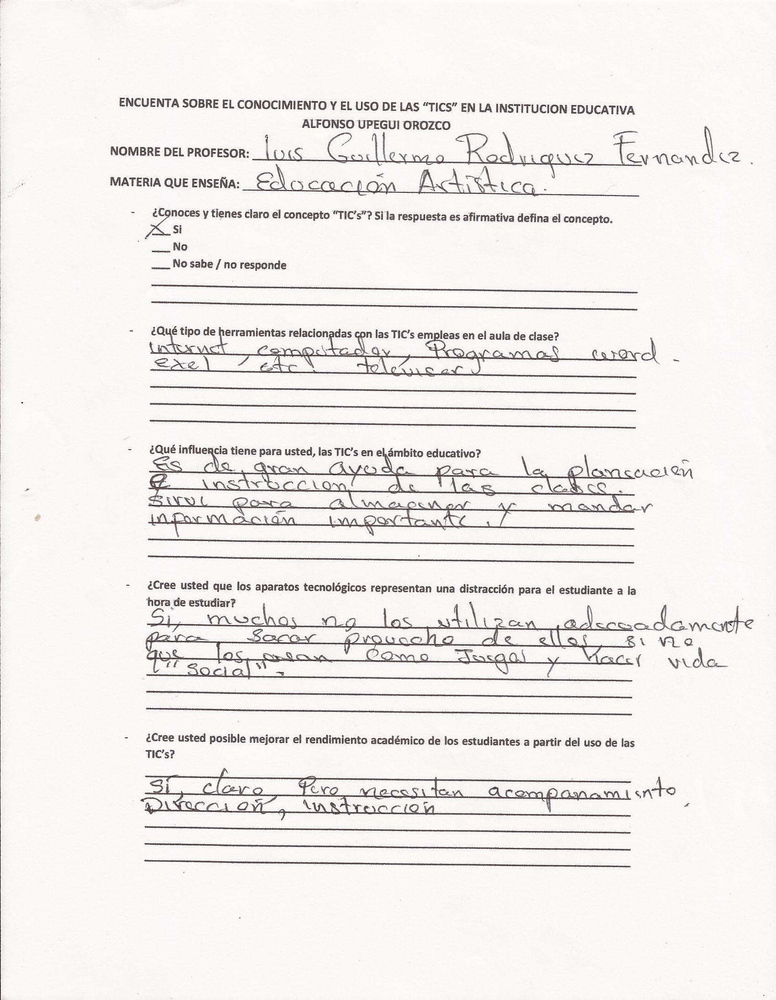 ENCUENTA SOBRE EL CONOCIMIENTO Y EL USO DE LAS “TICS” EN LA INSTITUCION EDUCATIVA
ALFONSO UPEGUI OROZCO
NOMBRE DEL PROFESOR: Luis Guillermo Rodriguez Fernandez.
MATERIA QUE ENSEÑA: Educación Artística.
- ¿Conoces y tienes claro el concepto “TIC’s”? Si la respuesta es afirmativa defina el concepto.
X Si
___ No
___ No sabe / no responde
- ¿Qué tipo de herramientas relacionadas con las TIC’s empleas en el aula de clase?
internet, computador, Programas word.
exel, etc. televisor
- ¿Qué influencia tiene para usted, las TIC’s en el ámbito educativo?
Es de gran ayuda para la planeación
e instruccion de las clases.
Sirve para almacenar y mandar
información importante.
- ¿Cree usted que los aparatos tecnológicos representan una distracción para el estudiante a la
hora de estudiar?
Si, muchos no los utilizan adecuadamente
para sacar provecho de ellos, si no
que los usan como Juegos y Hacer vida
"Social".
- ¿Cree usted posible mejorar el rendimiento académico de los estudiantes a partir del uso de las
TIC’s?
Sí, claro, Pero necesitan acompanamiento,
Dirección, instrucción